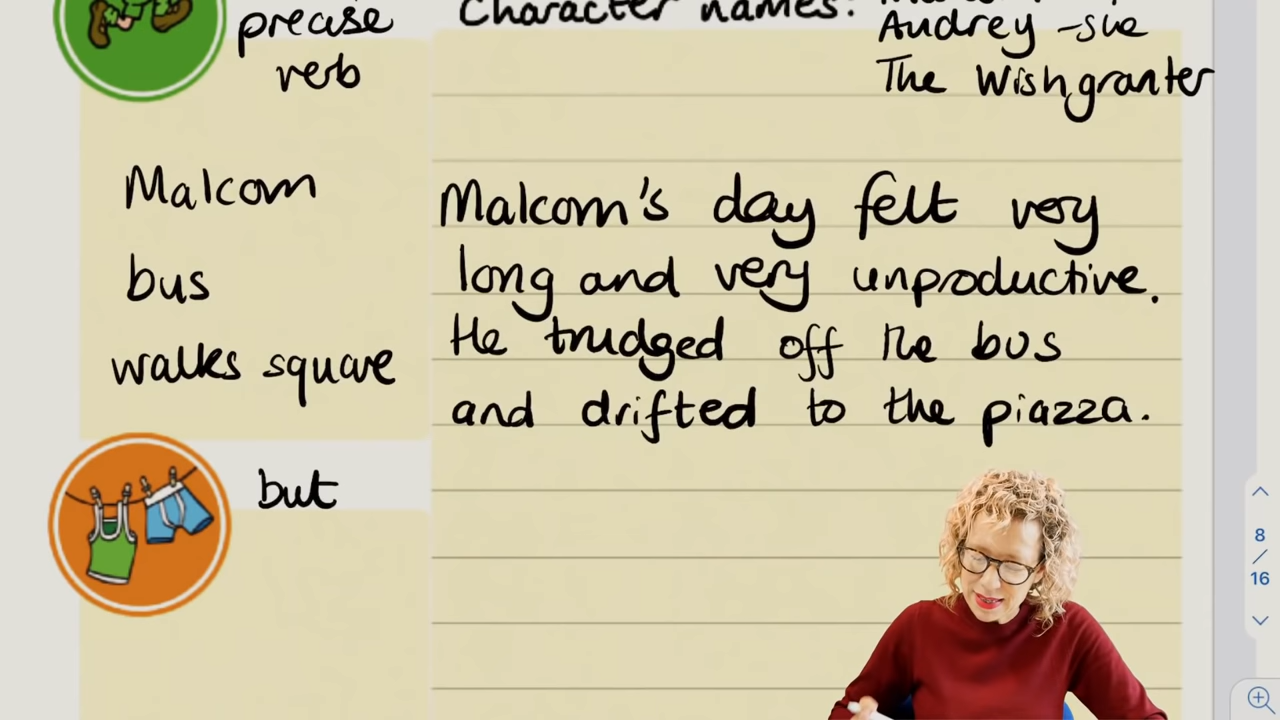 precise
verb
Character names:
Audrey -sue
The Wishgranter
Malcom
bus
walks square
Malcom's day felt very
long and very unproductive.
He trudged off the bus
and drifted to the piazza.
but
8
/
16